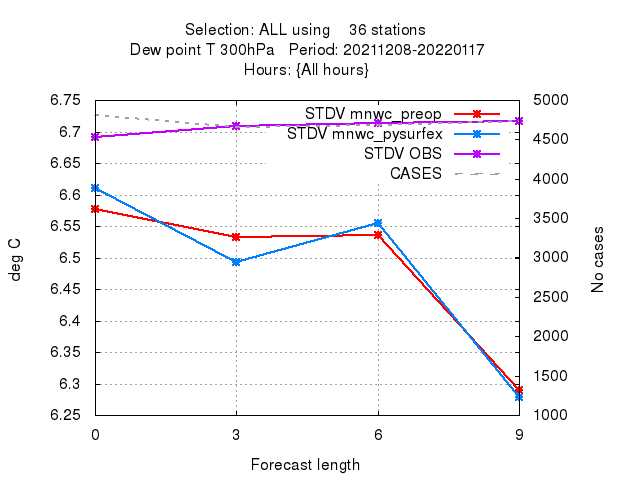 Selection: ALL using    36 stations
Dew point T 300hPa   Period: 20211208-20220117
Hours: {All hours}
STDV mnwc_preop
STDV mnwc_pysurfex
STDV OBS
CASES
6.75
6.7
6.65
6.6
6.55
6.5
6.45
6.4
6.35
6.3
6.25
5000
4500
4000
3500
3000
2500
2000
1500
1000
deg C
No cases
0 3 6 9
Forecast length